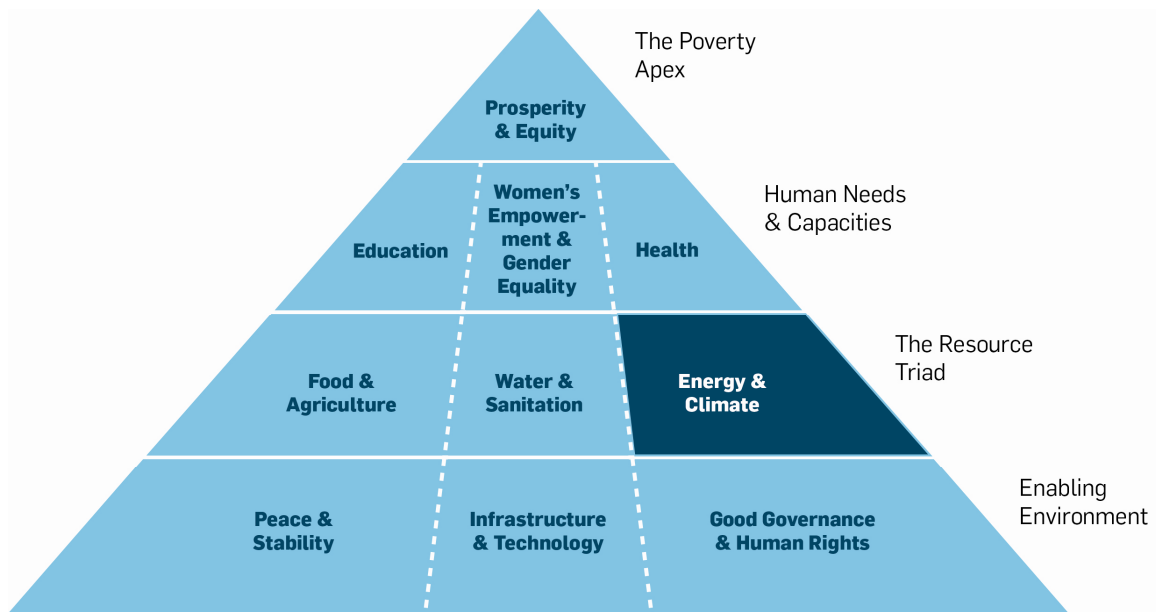 The Poverty
Apex
Prosperity
& Equity
Human Needs
& Capacities
Education
Women's
Empower-
ment &
Gender
Equality
Health
The Resource
Triad
Food &
Agriculture
Water &
Sanitation
Energy &
Climate
Enabling
Environment
Peace &
Stability
Infrastructure
& Technology
Good Governance
& Human Rights